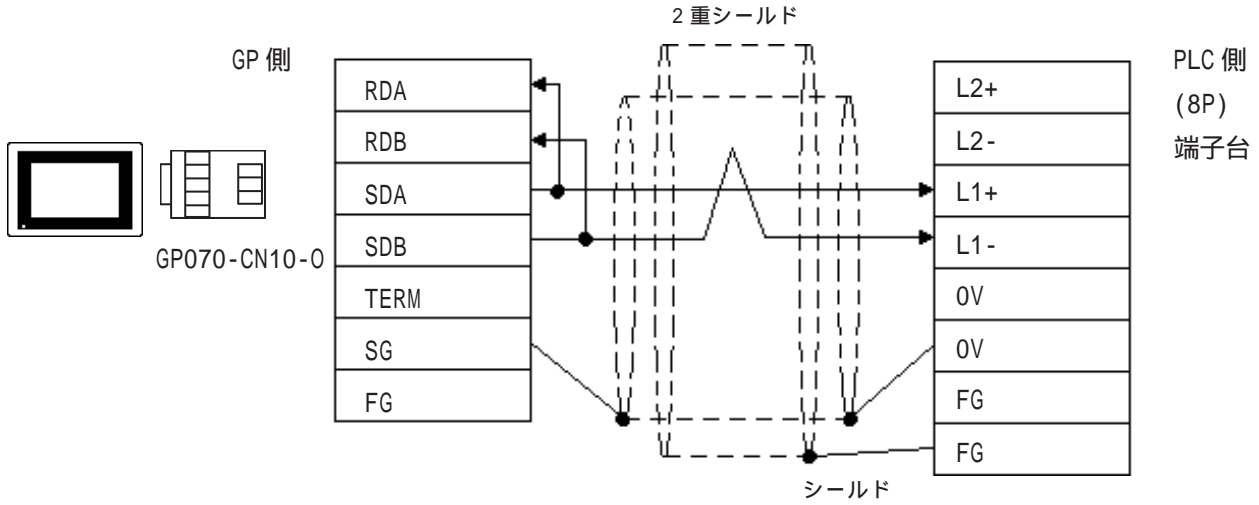 2 重シールド
GP 側
PLC 側
(8P)
端子台
RDA
RDB
SDA
SDB
TERM
SG
FG
GP070-CN10-O
L2+
L2-
L1+
L1-
0V
0V
FG
FG
シールド